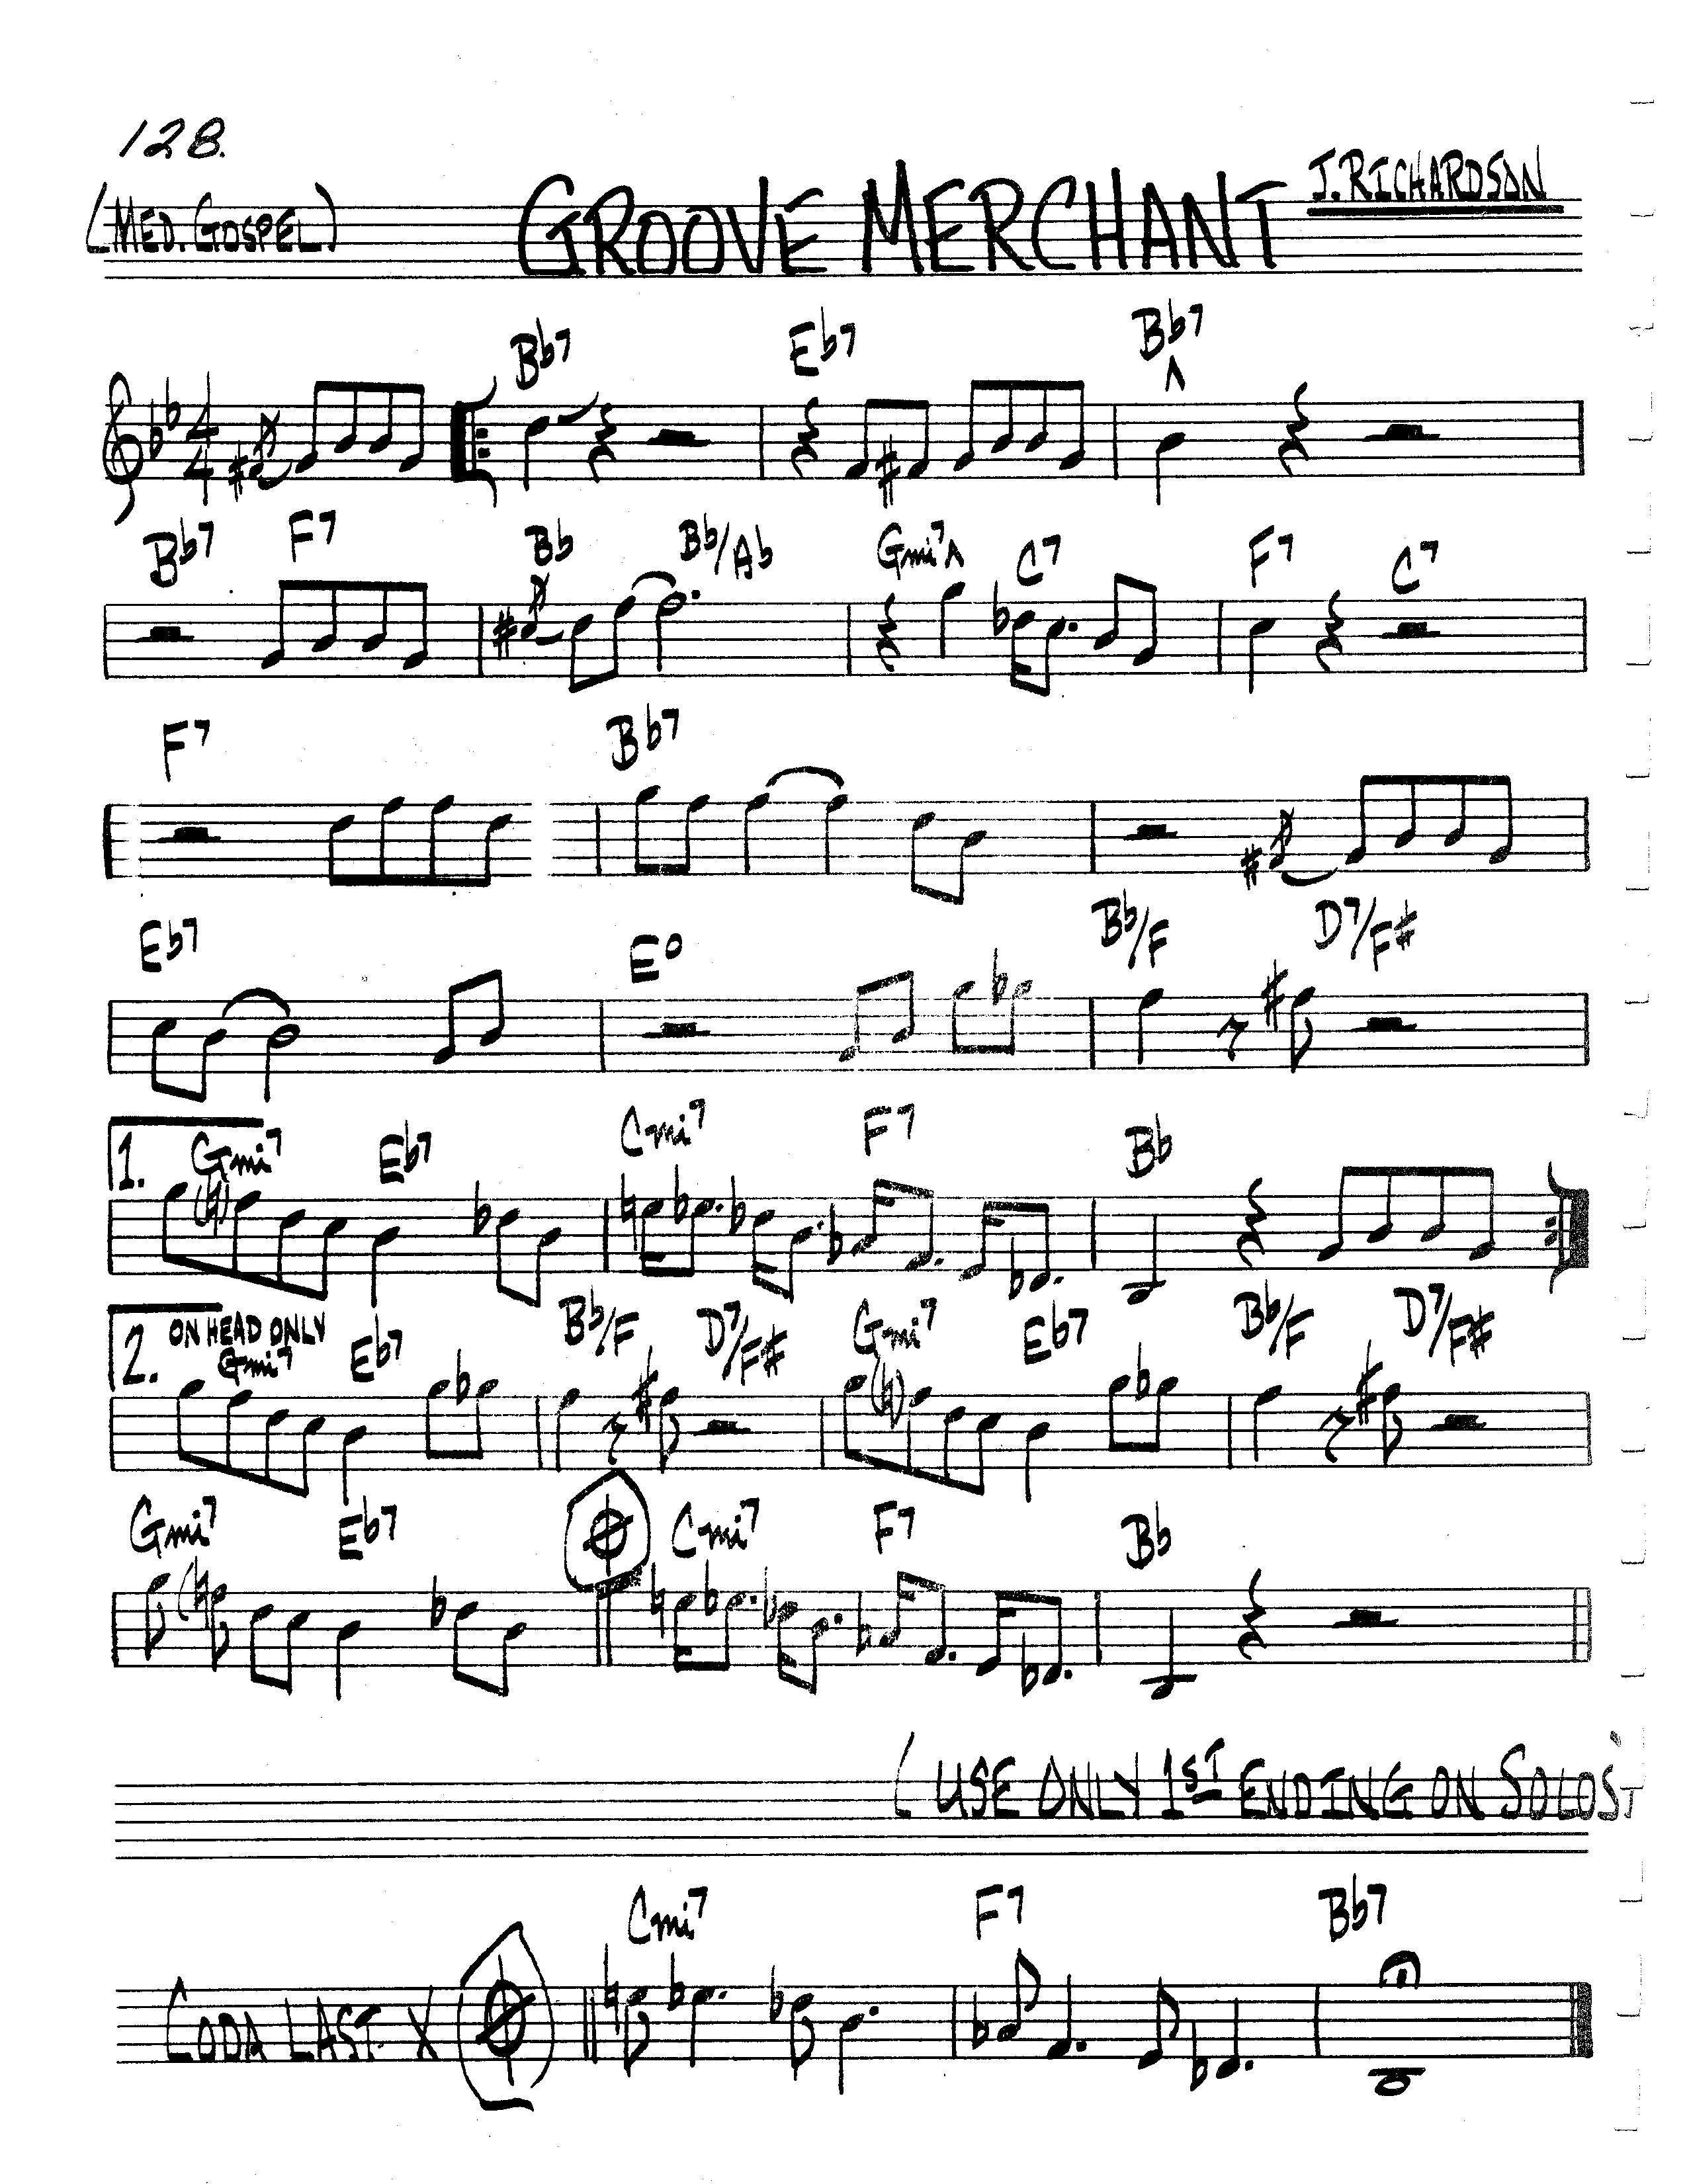 128.
(MED. GOSPEL) GROOVE MERCHANT J. RICHARDSON
Bb7 Eb7 Bb7
4/4
Bb7 F7 Bb Bb/Ab Gmi7 C7 F7 C7
F7 Bb7
Eb7 E° Bb/F D7/F#
1. Gmi7 Eb7 Cmi7 F7 Bb
2. ON HEAD ONLY
Gmi7 Eb7 Bb/F D7/F# Gmi7 Eb7 Bb/F D7/F#
Gmi7 Eb7 Cmi7 F7 Bb
(USE ONLY 1ST ENDING ON SOLOS)
Cmi7 F7 Bb7
CODA LAST X